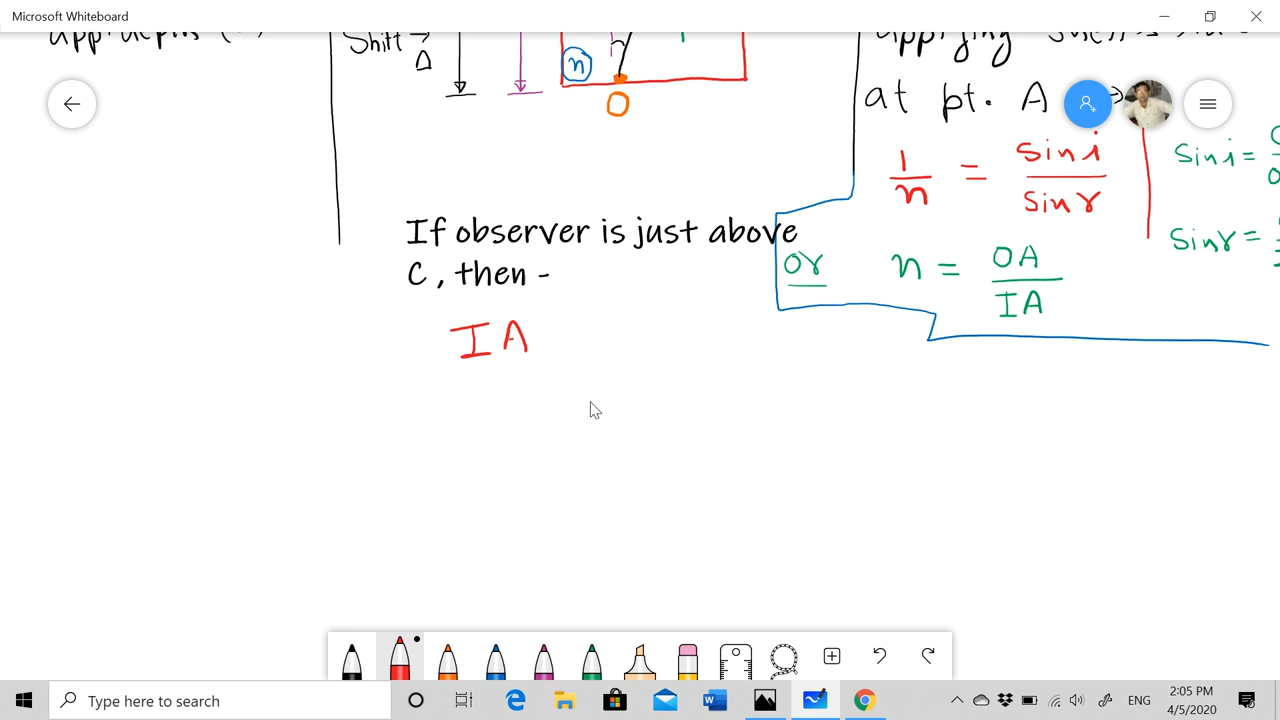 Microsoft Whiteboard
Shift →
Δ
n
O
at pt. A →
1/n = sin i/sin r
sin i =
sin r =
If observer is just above
C, then -
or n = OA/IA
IA
Type here to search
ENG
2:05 PM
4/5/2020